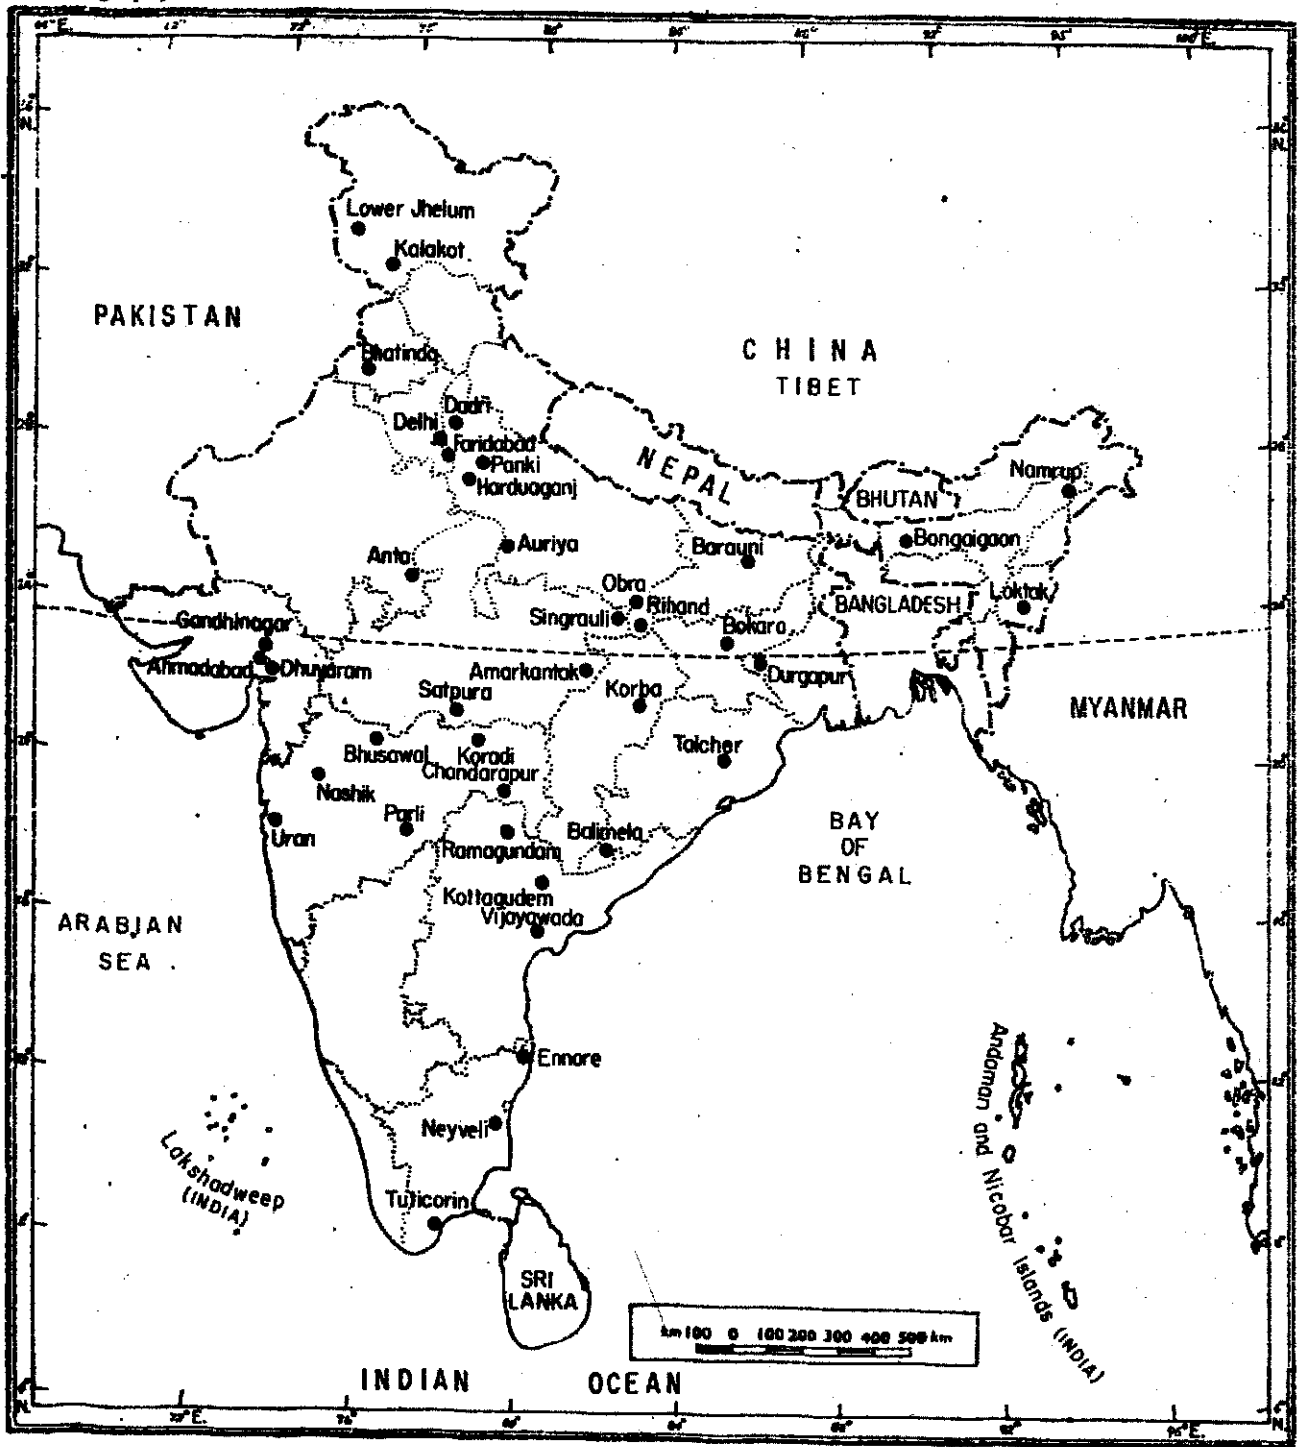 Lower Jhelum
Kalakot
PAKISTAN
CHINA
TIBET
Bhatinda
Dadri
Delhi
Faridabad
Panki
Harduaganj
NEPAL
BHUTAN
Namrup
Bongaigaon
Auriya
Barauni
Anta
Obra
Rihand
Singrauli
BANGLADESH
Loktak
Gandhinagar
Bokara
Ahmadabad
Dhuvaram
Amarkantak
Durgapur
Satpura
Korba
MYANMAR
Bhusawal
Koradi
Talcher
Chandarapur
Nashik
Parli
Uran
Balimela
Ramagundam
BAY
OF
BENGAL
Kottagudem
Vijayawada
ARABIAN
SEA
Ennore
Neyveli
Andaman and Nicobar Islands (INDIA)
Lakshadweep
(INDIA)
Tuticorin
SRI
LANKA
km 100 0 100 200 300 400 500 km
INDIAN OCEAN